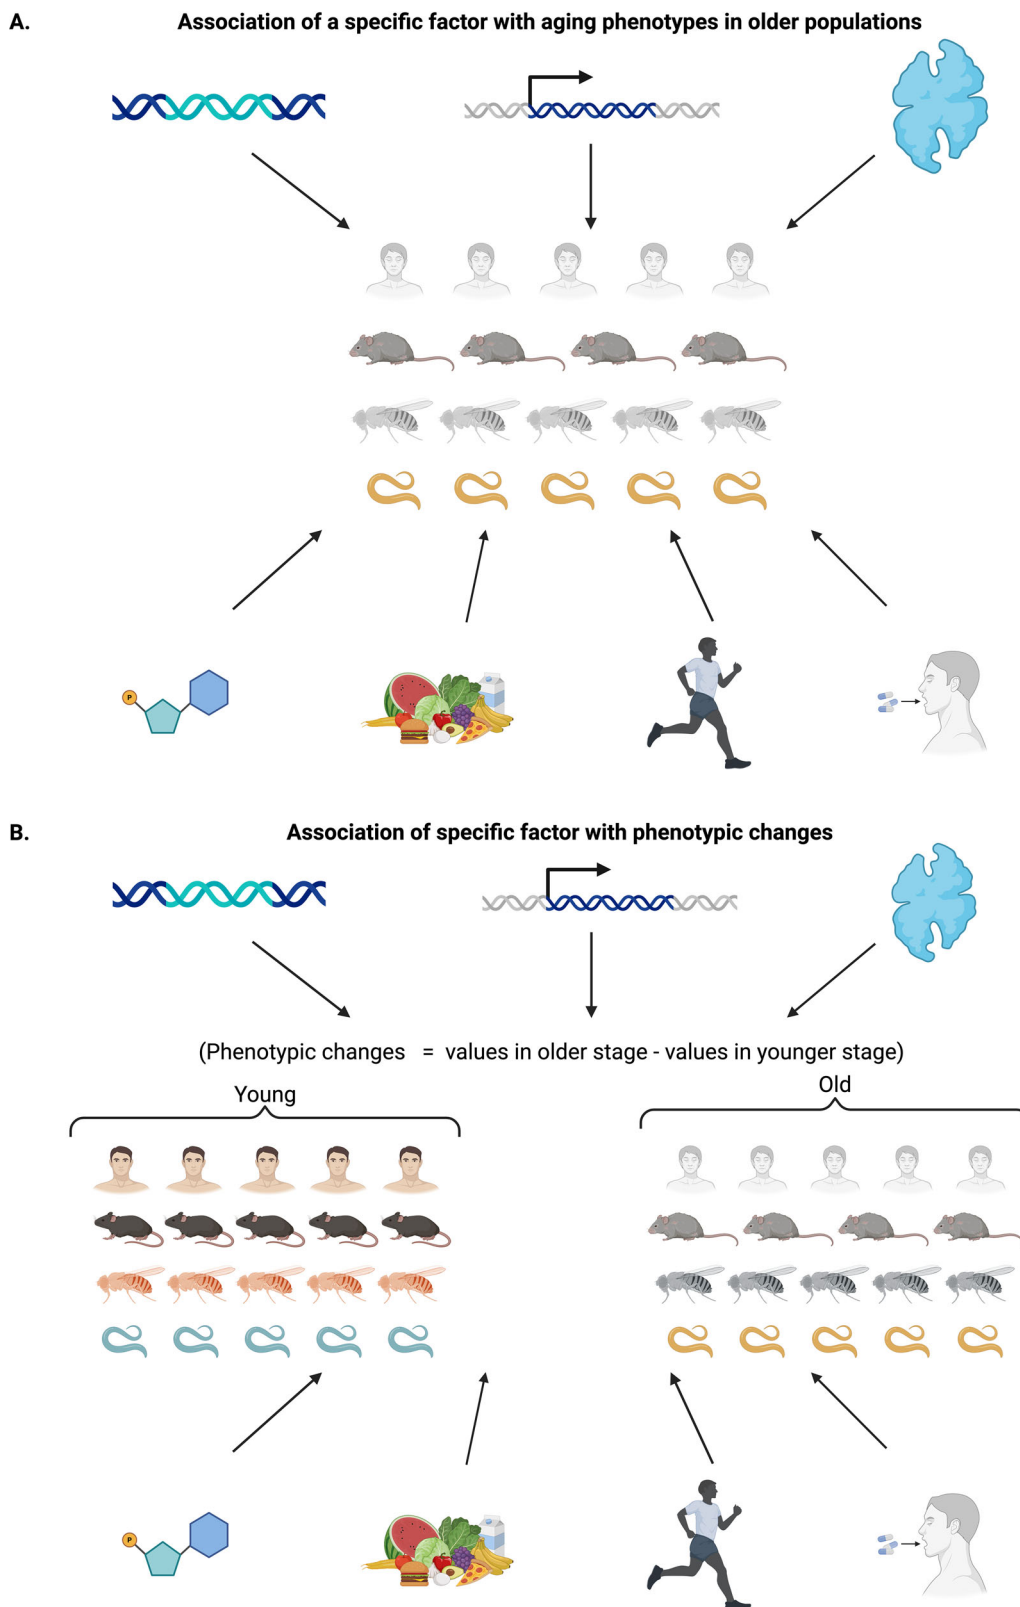 A.
Association of a specific factor with aging phenotypes in older populations
P
B.
Association of specific factor with phenotypic changes
(Phenotypic changes = values in older stage - values in younger stage)
Young
Old
P